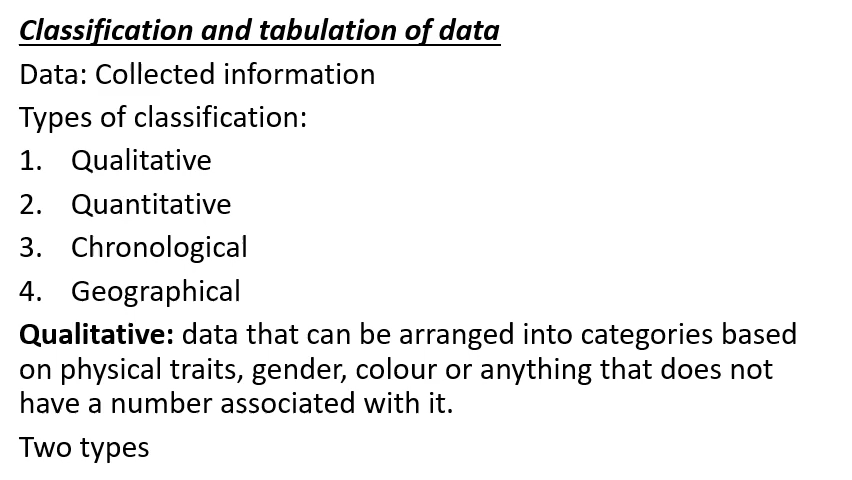 Classification and tabulation of data
Data: Collected information
Types of classification:
1. Qualitative
2. Quantitative
3. Chronological
4. Geographical
Qualitative: data that can be arranged into categories based
on physical traits, gender, colour or anything that does not
have a number associated with it.
Two types